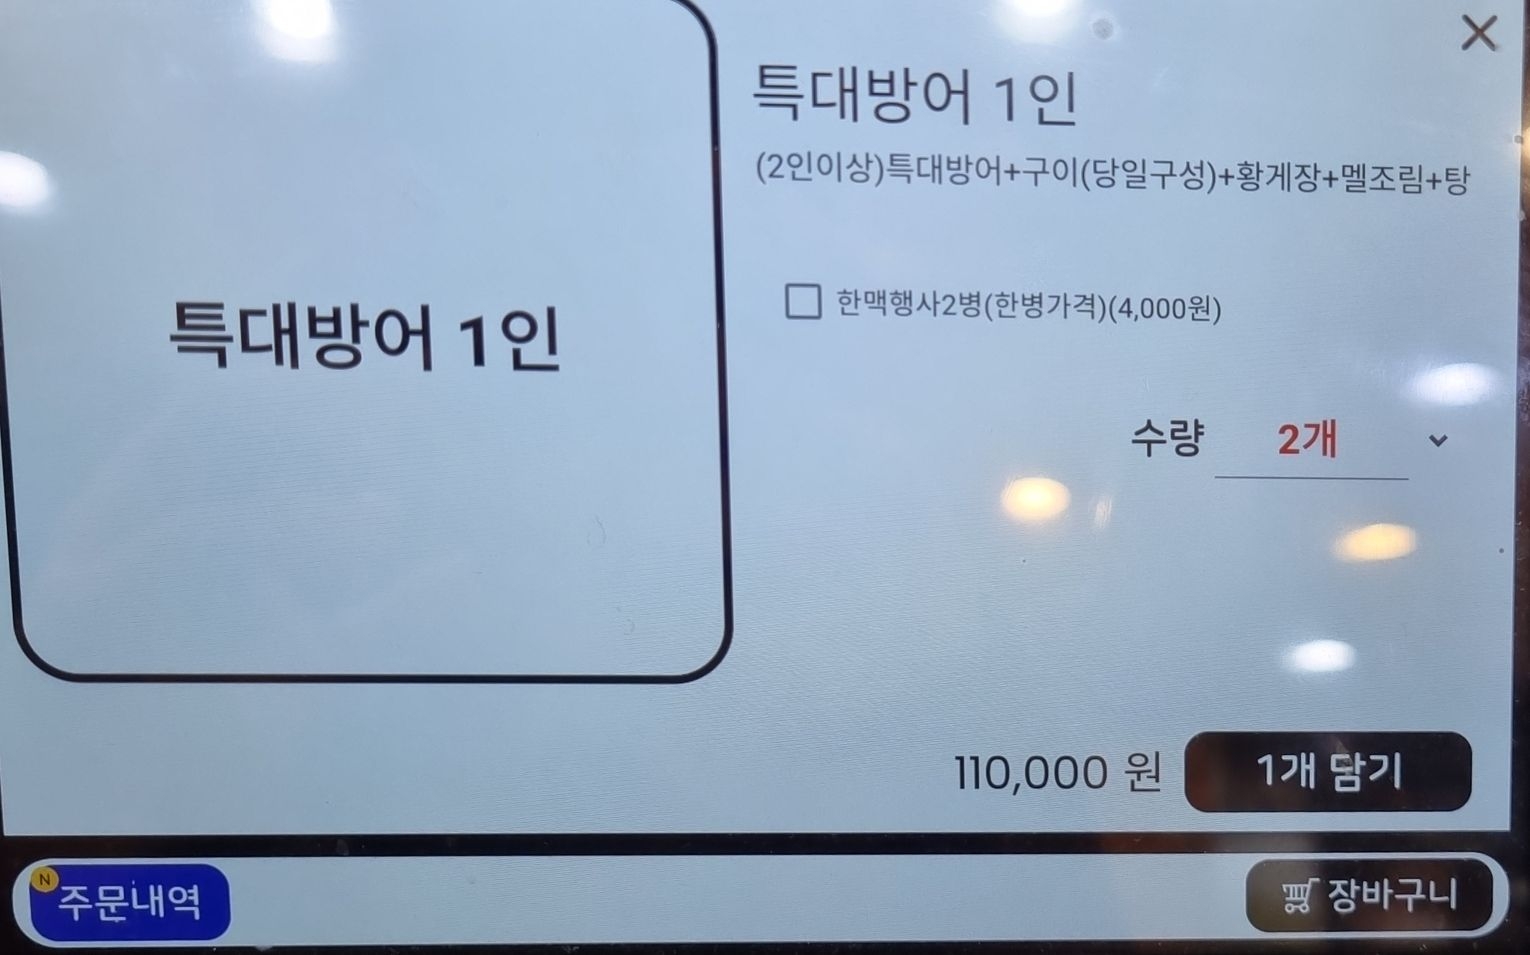 특대방어 1인
특대방어 1인
(2인이상)특대방어+구이(당일구성)+황게장+멜조림+탕
한맥행사2병(한병가격)(4,000원)
수량 2개
110,000 원 1개 담기
N
주문내역
장바구니